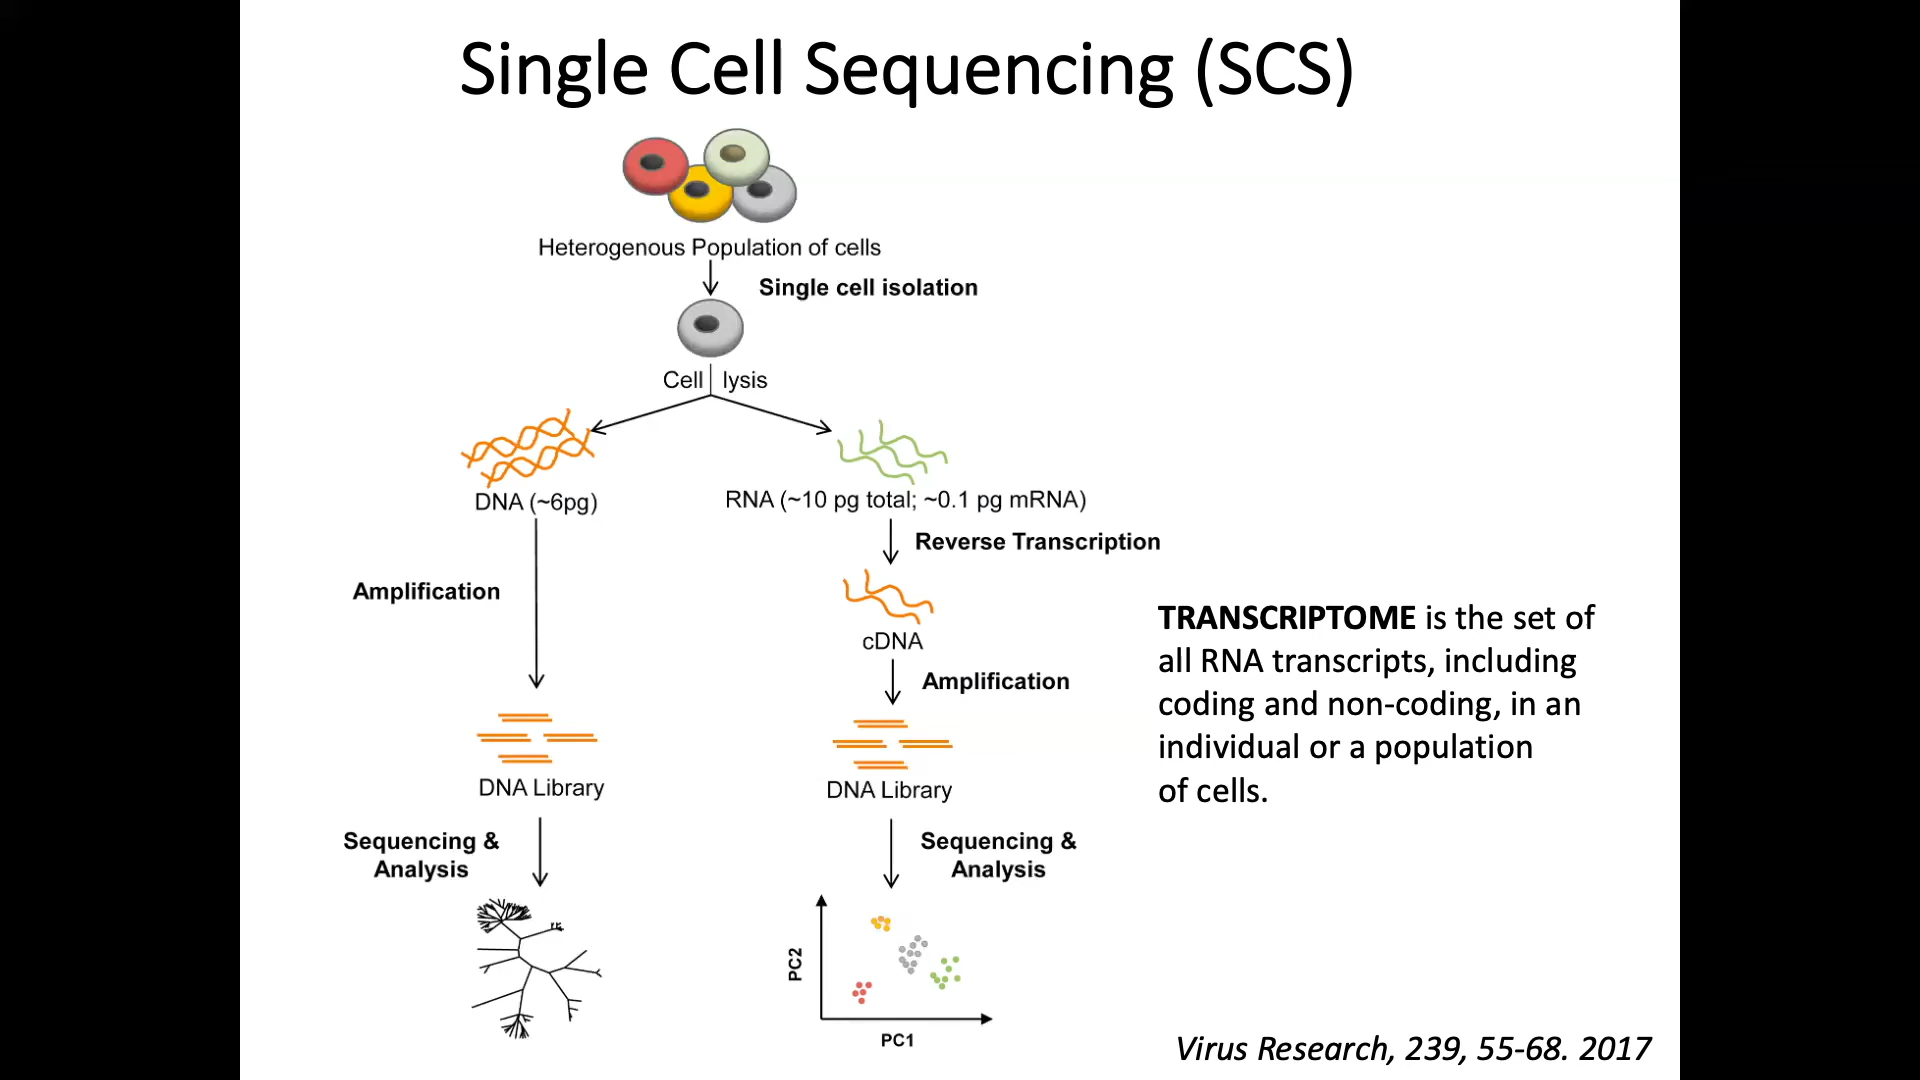 Single Cell Sequencing (SCS)
Heterogenous Population of cells
Single cell isolation
Cell lysis
DNA (~6pg)
RNA (~10 pg total; ~0.1 pg mRNA)
Reverse Transcription
Amplification
cDNA
Amplification
TRANSCRIPTOME is the set of
all RNA transcripts, including
coding and non-coding, in an
individual or a population
of cells.
DNA Library
DNA Library
Sequencing &
Analysis
Sequencing &
Analysis
PC2
PC1
Virus Research, 239, 55-68. 2017